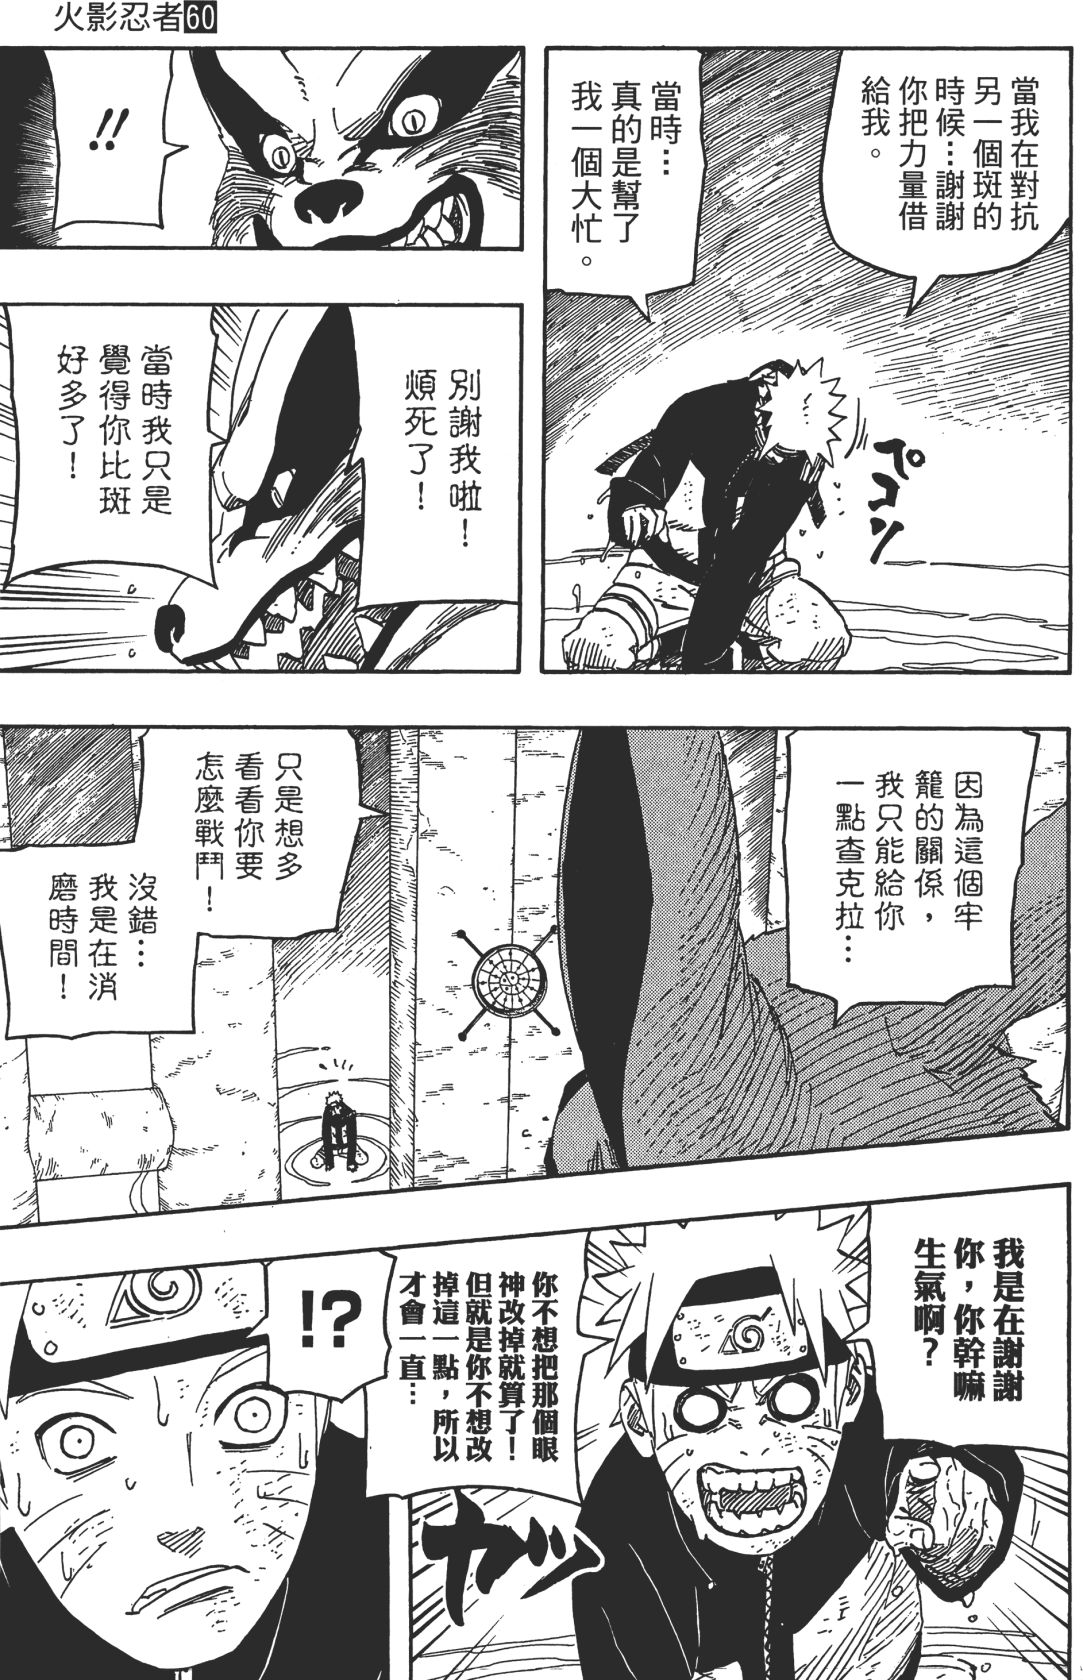 火影忍者60
當我在對抗
另一個斑的
時候…謝謝
你把力量借
給我。
當時…
真的是幫了
我一個大忙。
ペコッ
!!
別謝我啦！
煩死了！
當時我只是
覺得你比斑
好多了！
因為這個牢
籠的關係，
我只能給你
一點查克拉…
只是想多
看看你要
怎麼戰鬥！
沒錯…
我是在消
磨時間！
我是在謝謝
你，你幹嘛
生氣啊？
你不想把那個眼
神改掉就算了！
但就是你不想改
掉這一點，所以
才會一直…
ガッ
!?